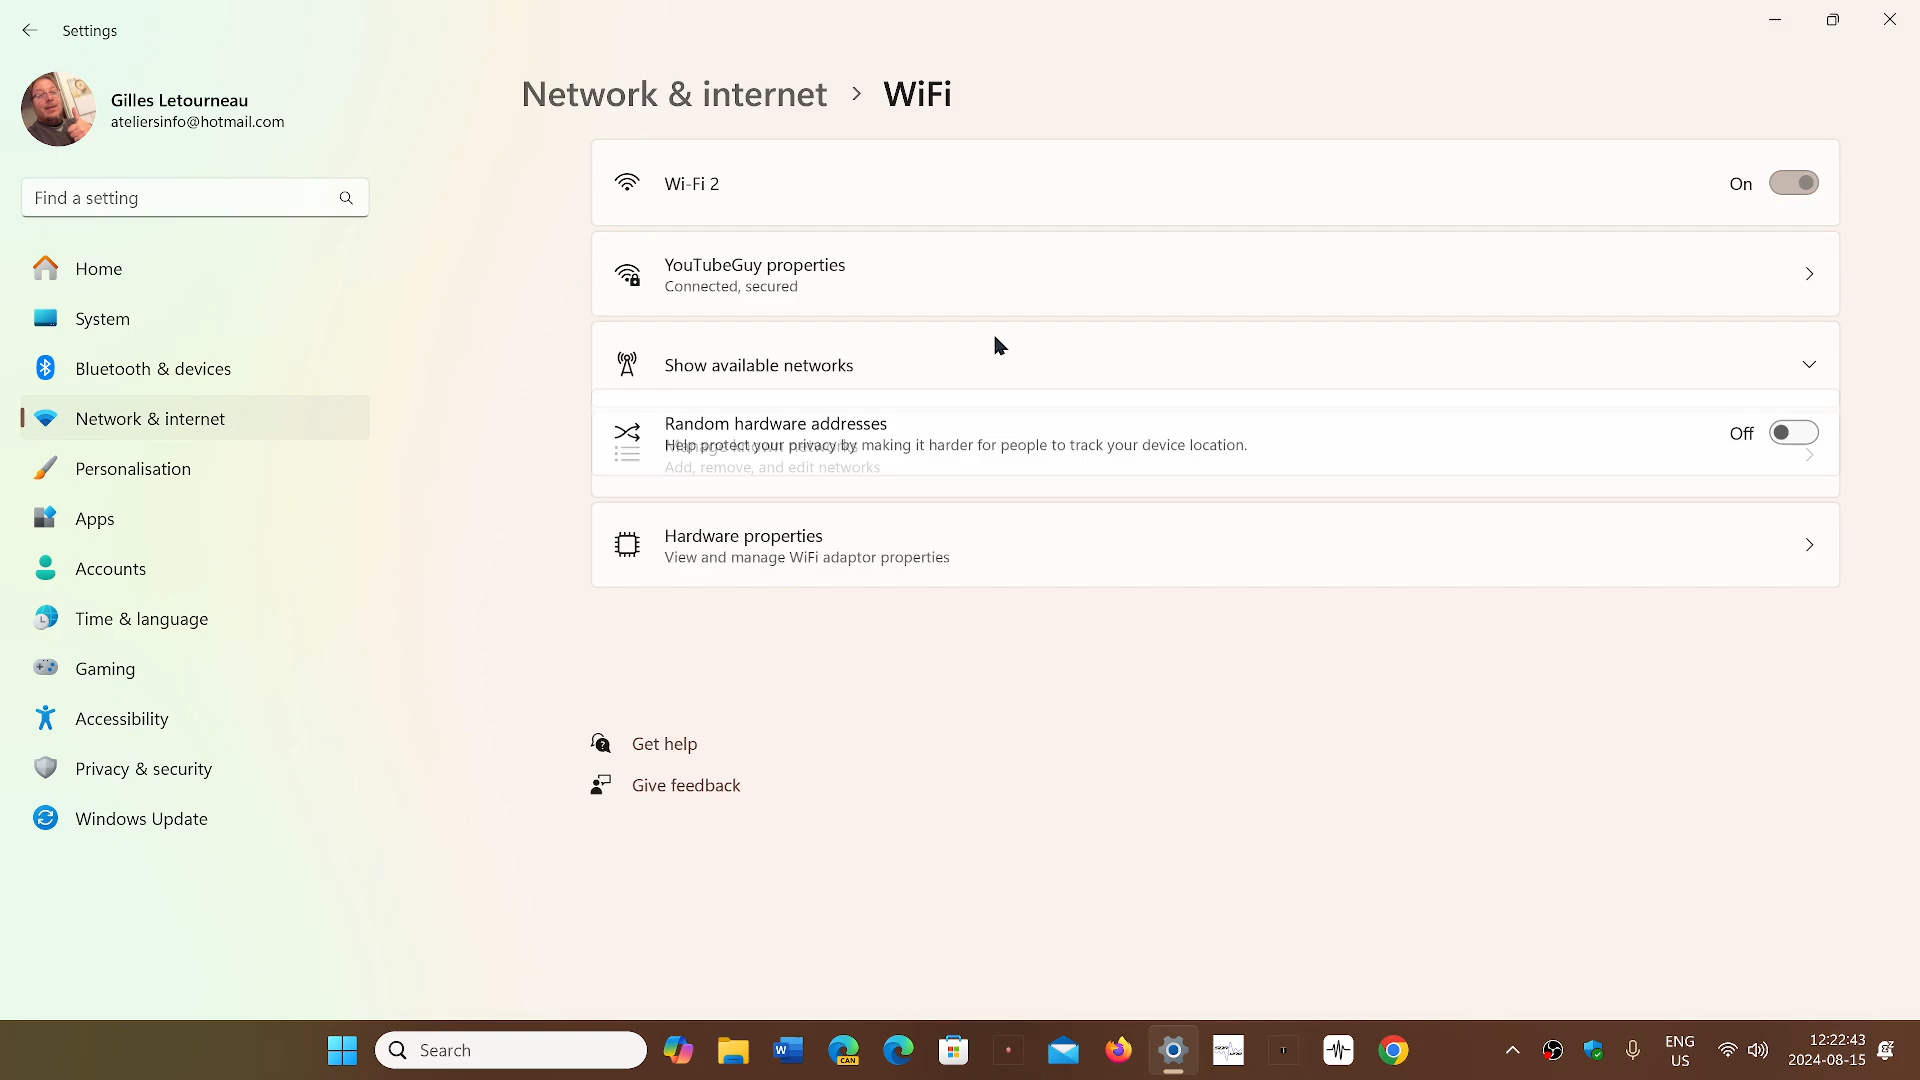 Settings
Gilles Letourneau
ateliersinfo@hotmail.com
Find a setting
Home
System
Bluetooth & devices
Network & internet
Personalisation
Apps
Accounts
Time & language
Gaming
Accessibility
Privacy & security
Windows Update
Network & internet > WiFi
Wi-Fi 2
On
YouTubeGuy properties
Connected, secured
Show available networks
Random hardware addresses
Help protect your privacy by making it harder for people to track your device location.
Off
Manage known networks
Add, remove, and edit networks
Hardware properties
View and manage WiFi adaptor properties
Get help
Give feedback
Search
W
CAN
ENG
US
12:22:43
2024-08-15